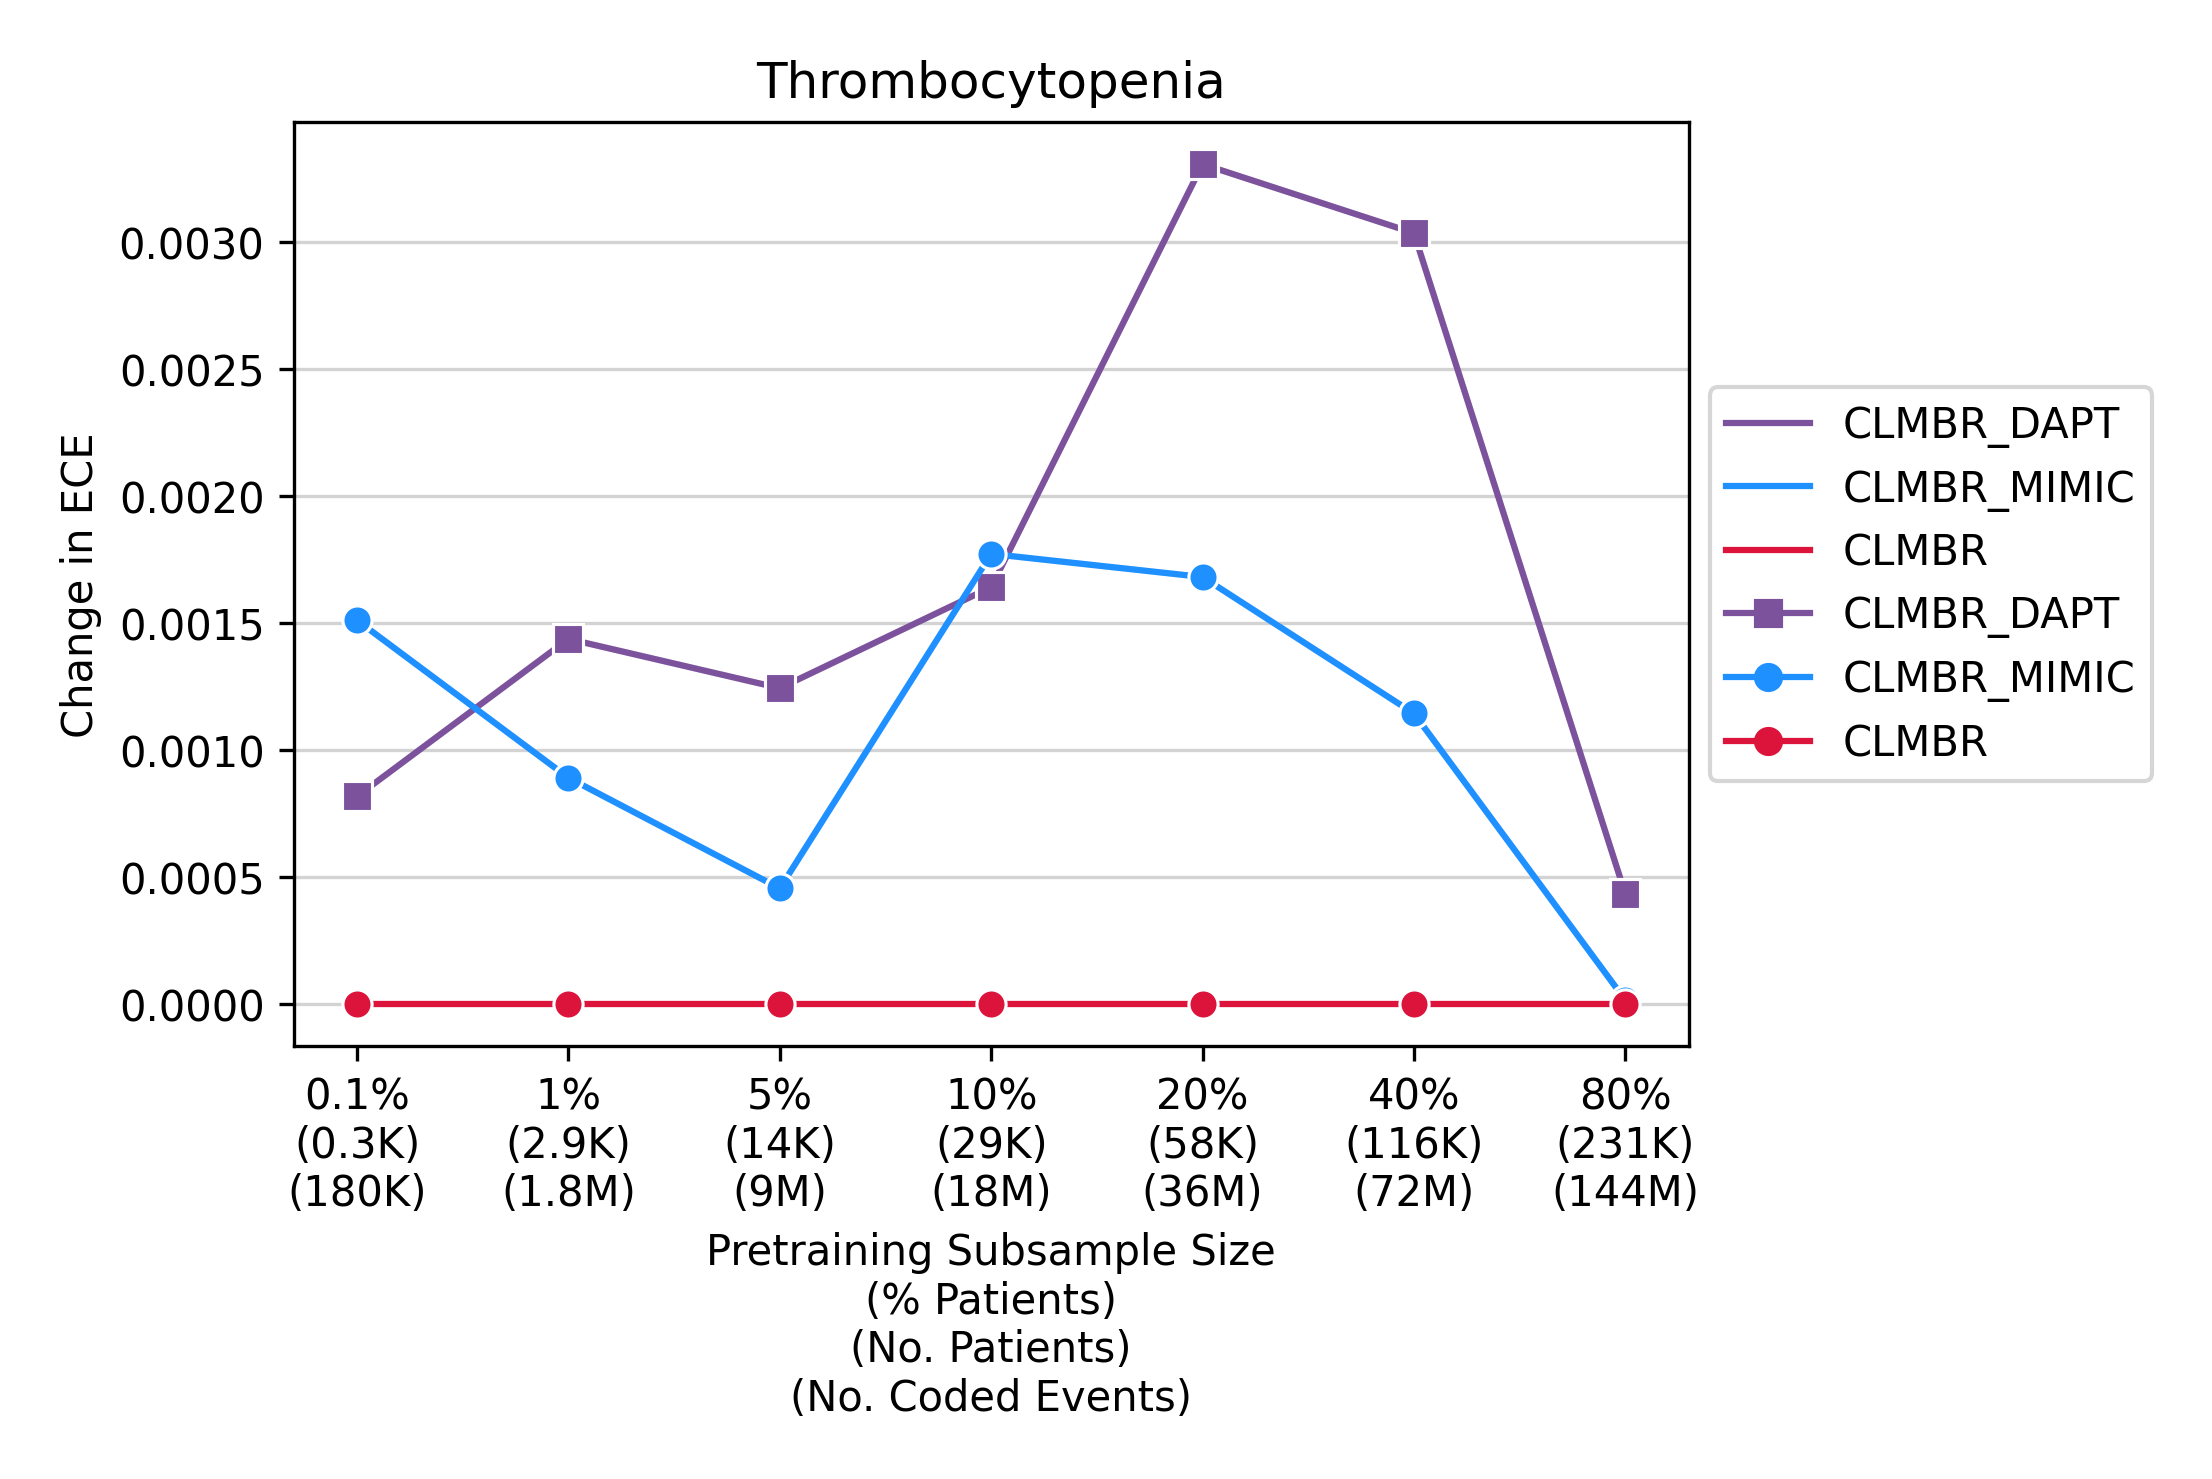 Thrombocytopenia
Change in ECE
0.0030
0.0025
0.0020
0.0015
0.0010
0.0005
0.0000
0.1% 1% 5% 10% 20% 40% 80%
(0.3K) (2.9K) (14K) (29K) (58K) (116K) (231K)
(180K) (1.8M) (9M) (18M) (36M) (72M) (144M)
Pretraining Subsample Size
(% Patients)
(No. Patients)
(No. Coded Events)
CLMBR_DAPT
CLMBR_MIMIC
CLMBR
CLMBR_DAPT
CLMBR_MIMIC
CLMBR